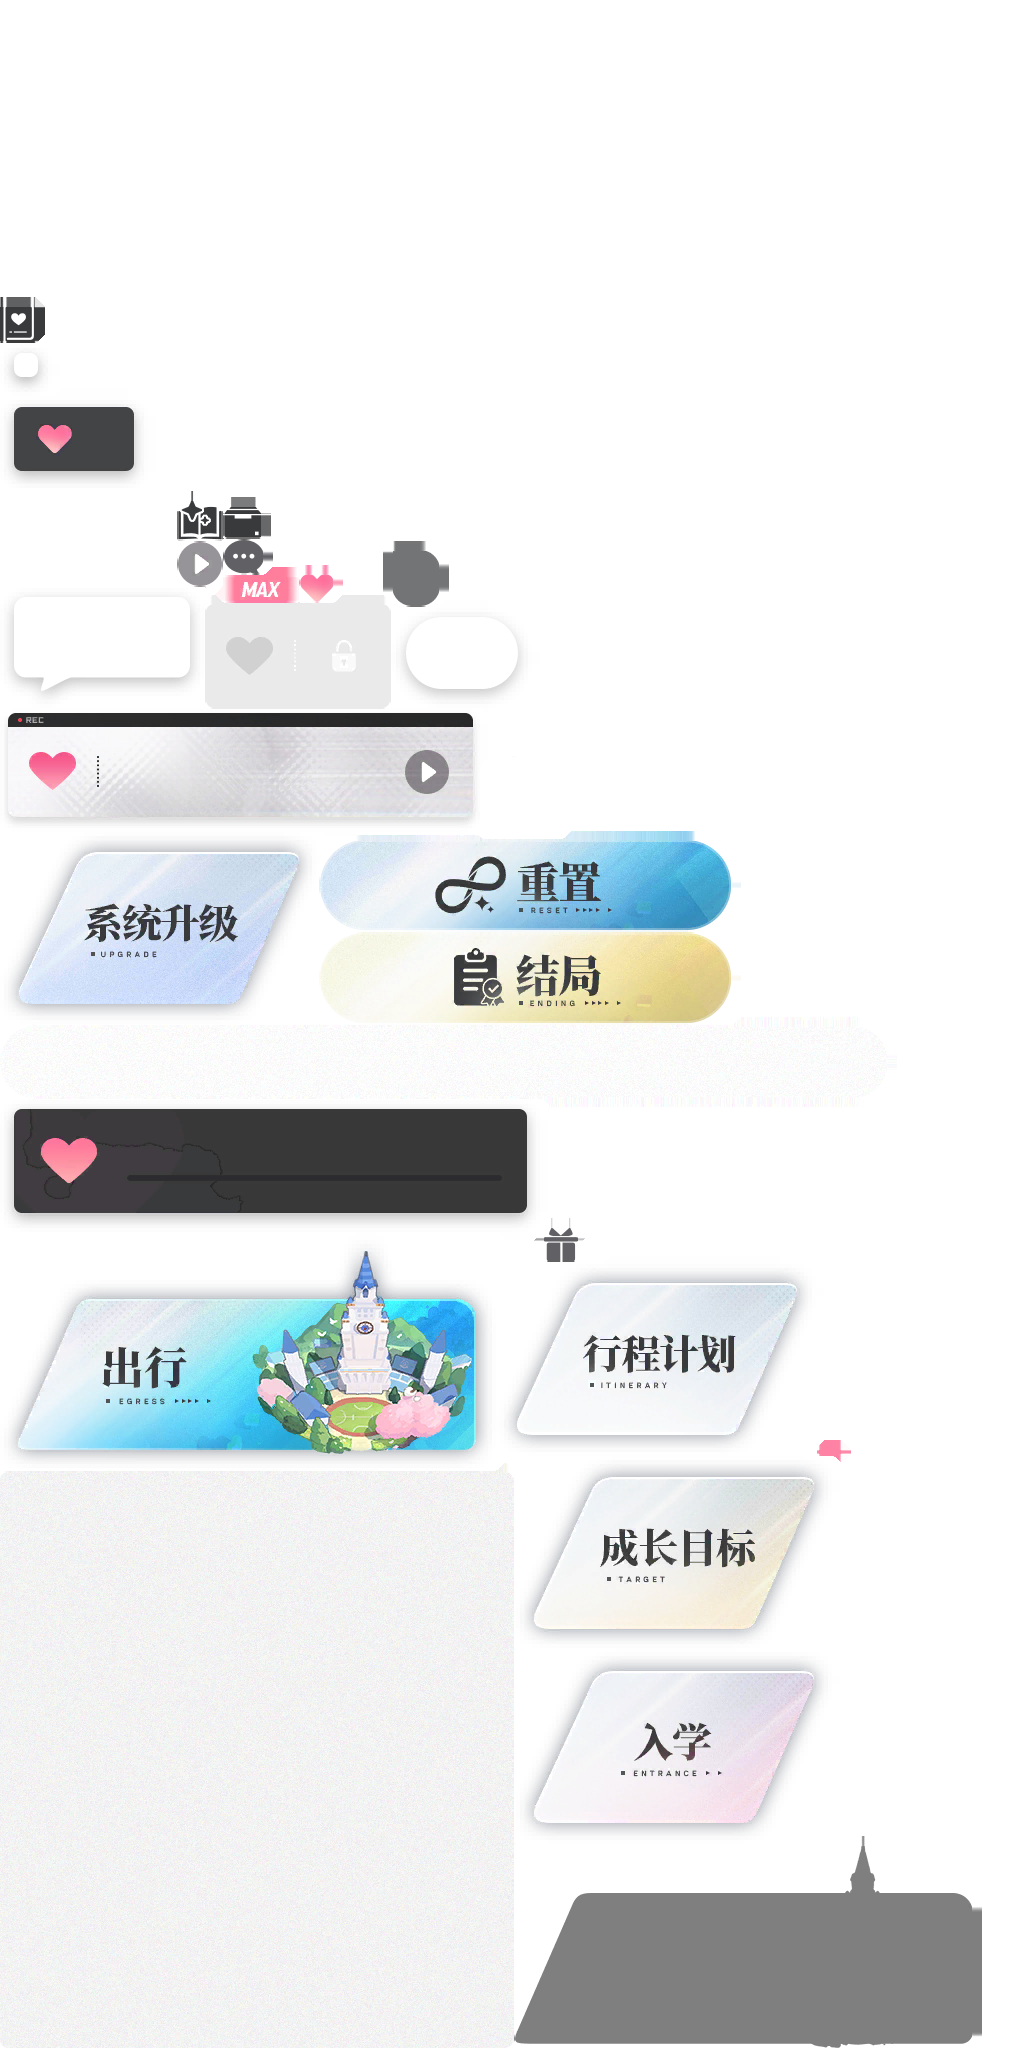 MAX
REC
系统升级
UPGRADE
重置
RESET
结局
ENDING
出行
EGRESS
行程计划
ITINERARY
成长目标
TARGET
入学
ENTRANCE